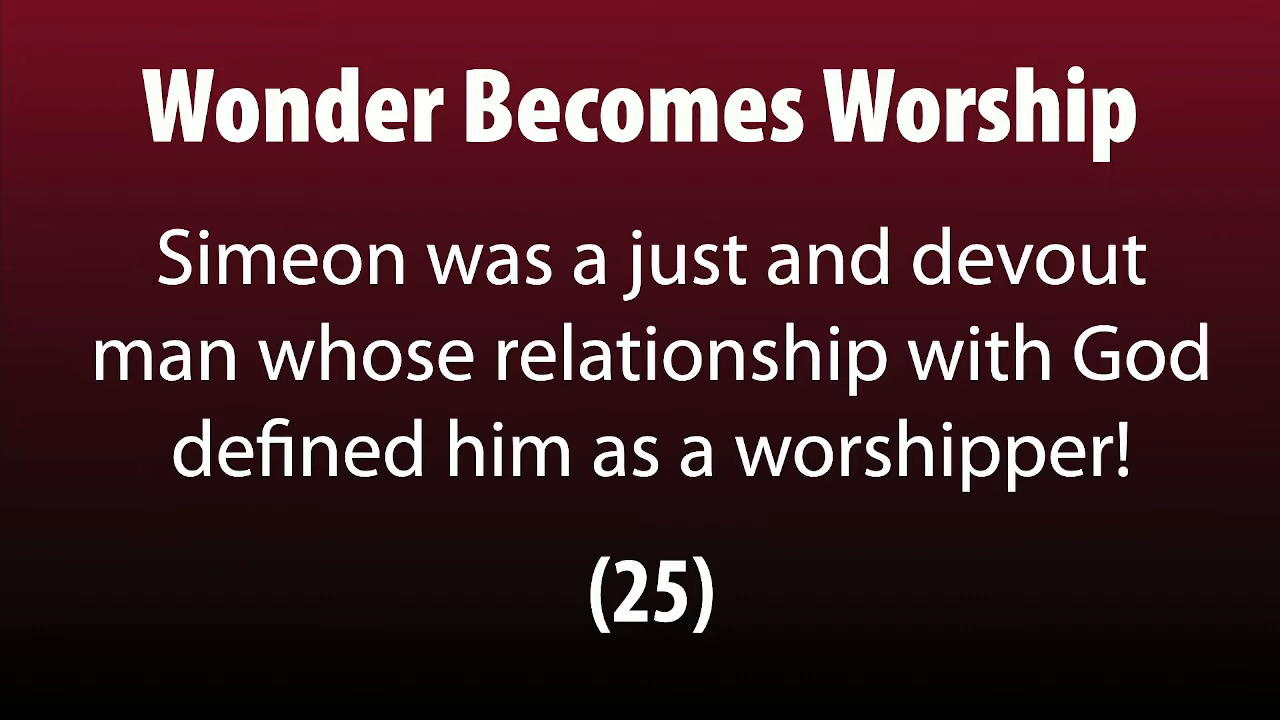 Wonder Becomes Worship
Simeon was a just and devout
man whose relationship with God
defined him as a worshipper!
(25)